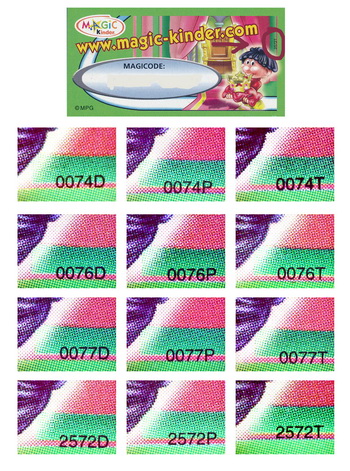 MAGIC
Kinder
www.magic-kinder.com
MAGICODE:
© MPG
0074D 0074P 0074T
0076D 0076P 0076T
0077D 0077P 0077T
2572D 2572P 2572T